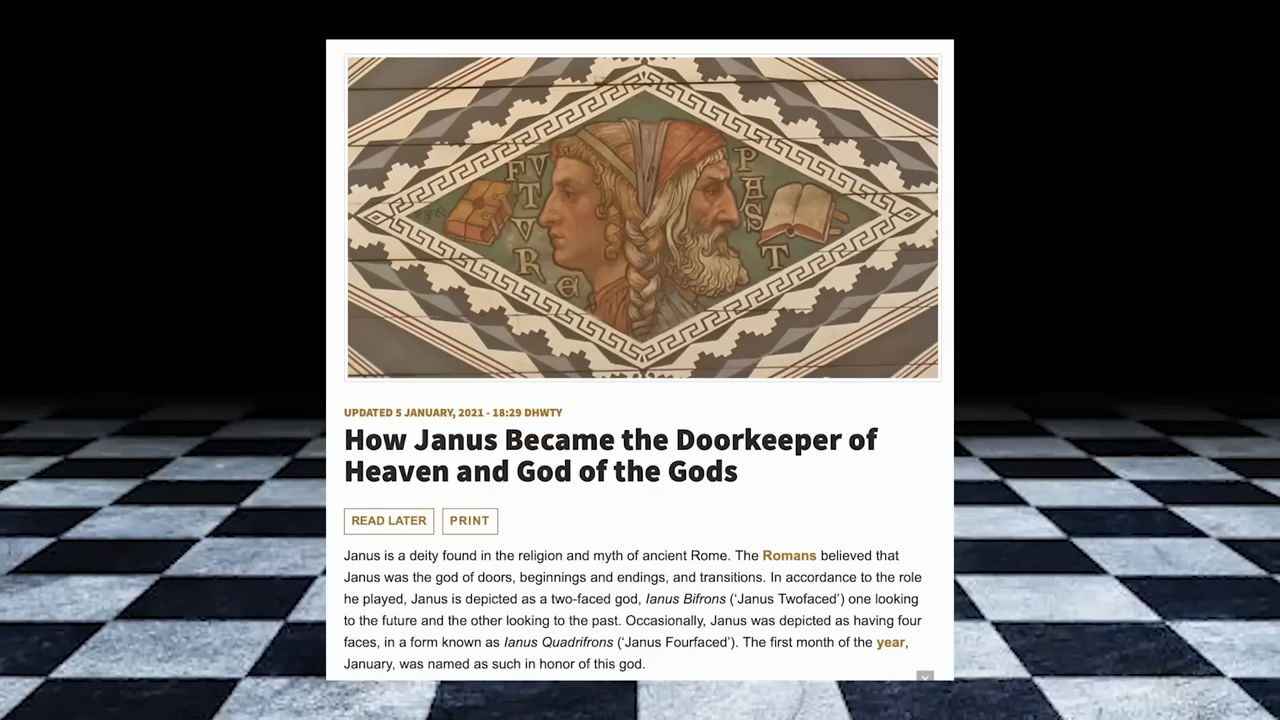 FVTVRE
PAST
UPDATED 5 JANUARY, 2021 - 18:29 DHWTY
How Janus Became the Doorkeeper of
Heaven and God of the Gods
READ LATER PRINT
Janus is a deity found in the religion and myth of ancient Rome. The Romans believed that
Janus was the god of doors, beginnings and endings, and transitions. In accordance to the role
he played, Janus is depicted as a two-faced god, Ianus Bifrons (‘Janus Twofaced’) one looking
to the future and the other looking to the past. Occasionally, Janus was depicted as having four
faces, in a form known as Ianus Quadrifrons (‘Janus Fourfaced’). The first month of the year,
January, was named as such in honor of this god.